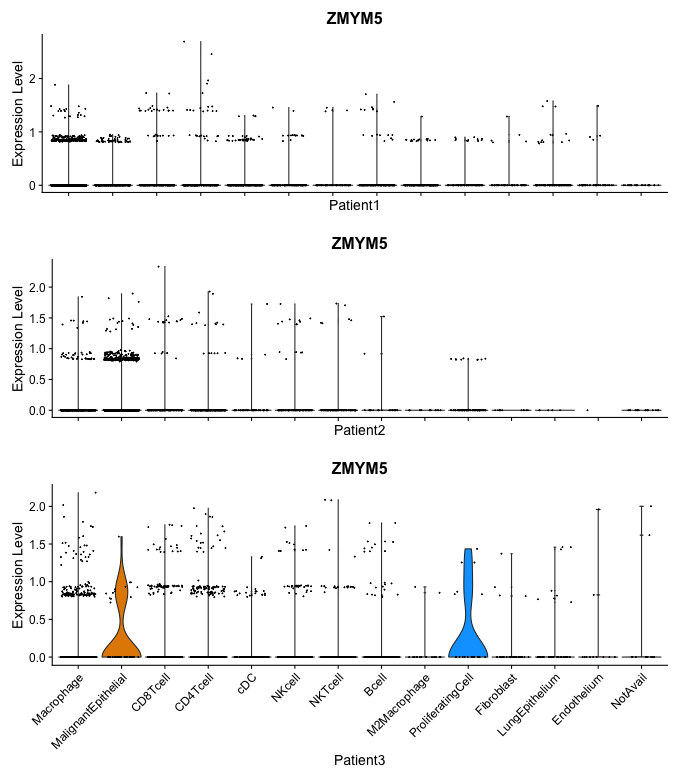 ZMYM5
Expression Level
2
1
0
Patient1
ZMYM5
Expression Level
2.0
1.5
1.0
0.5
0.0
Patient2
ZMYM5
Expression Level
2.0
1.5
1.0
0.5
0.0
Macrophage
MalignantEpithelial
CD8Tcell
CD4Tcell
cDC
NKcell
NKTcell
Bcell
M2Macrophage
ProliferatingCell
Fibroblast
LungEpithelium
Endothelium
NotAvail
Patient3